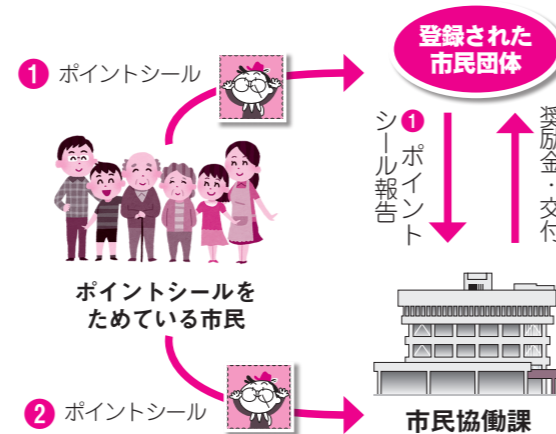 ① ポイントシール
登録された
市民団体
① ポイント
シール報告
奨励金・交付
ポイントシールを
ためている市民
② ポイントシール
市民協働課